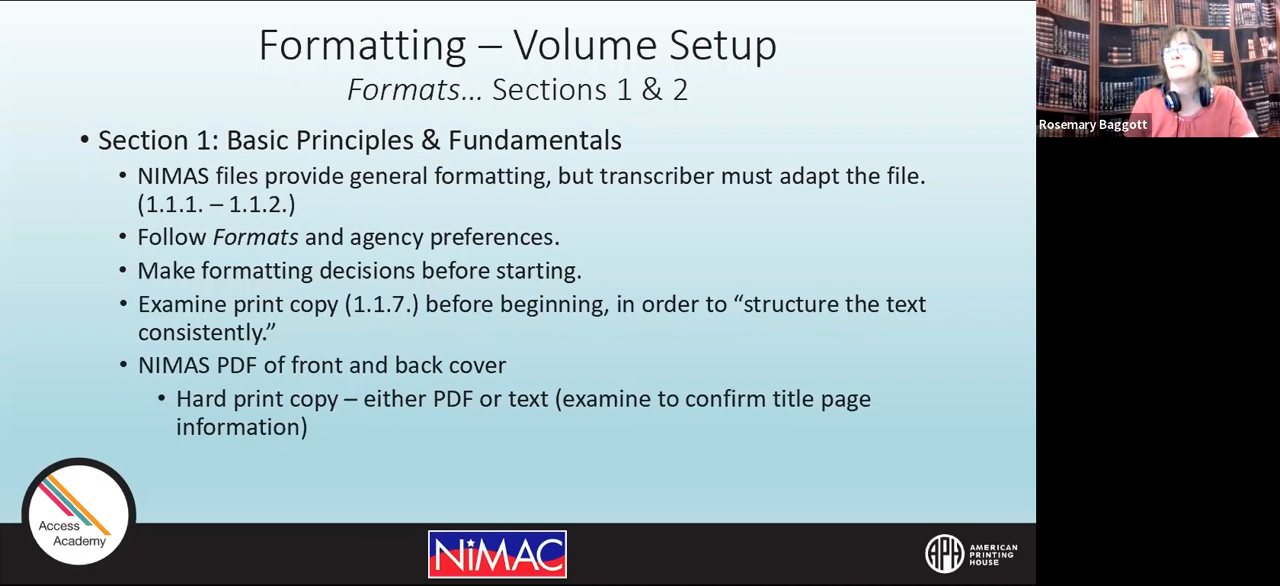 Formatting – Volume Setup
Formats... Sections 1 & 2
• Section 1: Basic Principles & Fundamentals
• NIMAS files provide general formatting, but transcriber must adapt the file.
(1.1.1. – 1.1.2.)
• Follow Formats and agency preferences.
• Make formatting decisions before starting.
• Examine print copy (1.1.7.) before beginning, in order to “structure the text
consistently.”
• NIMAS PDF of front and back cover
• Hard print copy – either PDF or text (examine to confirm title page
information)
Access
Academy
NiMAC
APH
AMERICAN
PRINTING
HOUSE
Rosemary Baggott